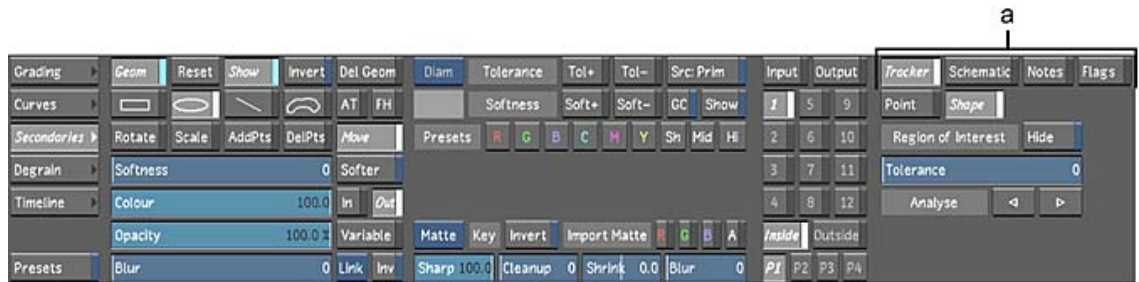 a
Grading Geom Reset Show Invert Del Geom Diam Tolerance Tol+ Tol- Src: Prim Input Output Tracker Schematic Notes Flags
Curves AT FH Softness Soft+ Soft- GC Show 1 5 9 Point Shape
Secondaries Rotate Scale AddPts DelPts Move Presets R G B C M Y Sh Mid Hi 2 6 10 Region of Interest Hide
Degrain Softness 0 Softer 3 7 11 Tolerance 0
Timeline Colour 100.0 In Out 4 8 12 Analyse
Opacity 100.0 % Variable Matte Key Invert Import Matte R G B A Inside Outside
Presets Blur 0 Link Inv Sharp 100.0 Cleanup 0 Shrink 0.0 Blur 0 P1 P2 P3 P4